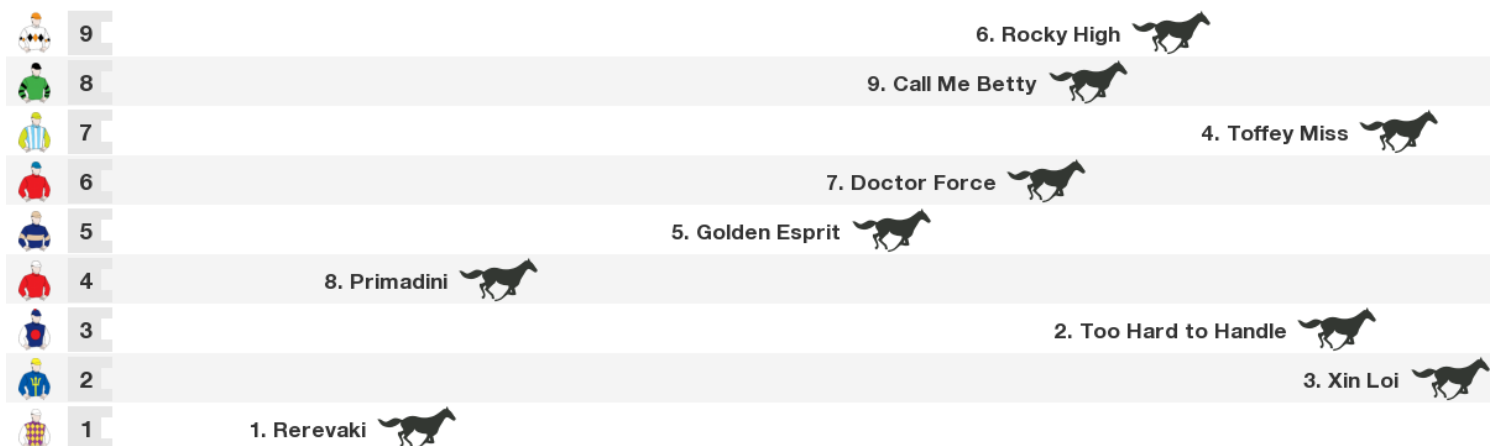 9 6. Rocky High
8 9. Call Me Betty
7 4. Toffey Miss
6 7. Doctor Force
5 5. Golden Esprit
4 8. Primadini
3 2. Too Hard to Handle
2 3. Xin Loi
1 1. Rerevaki